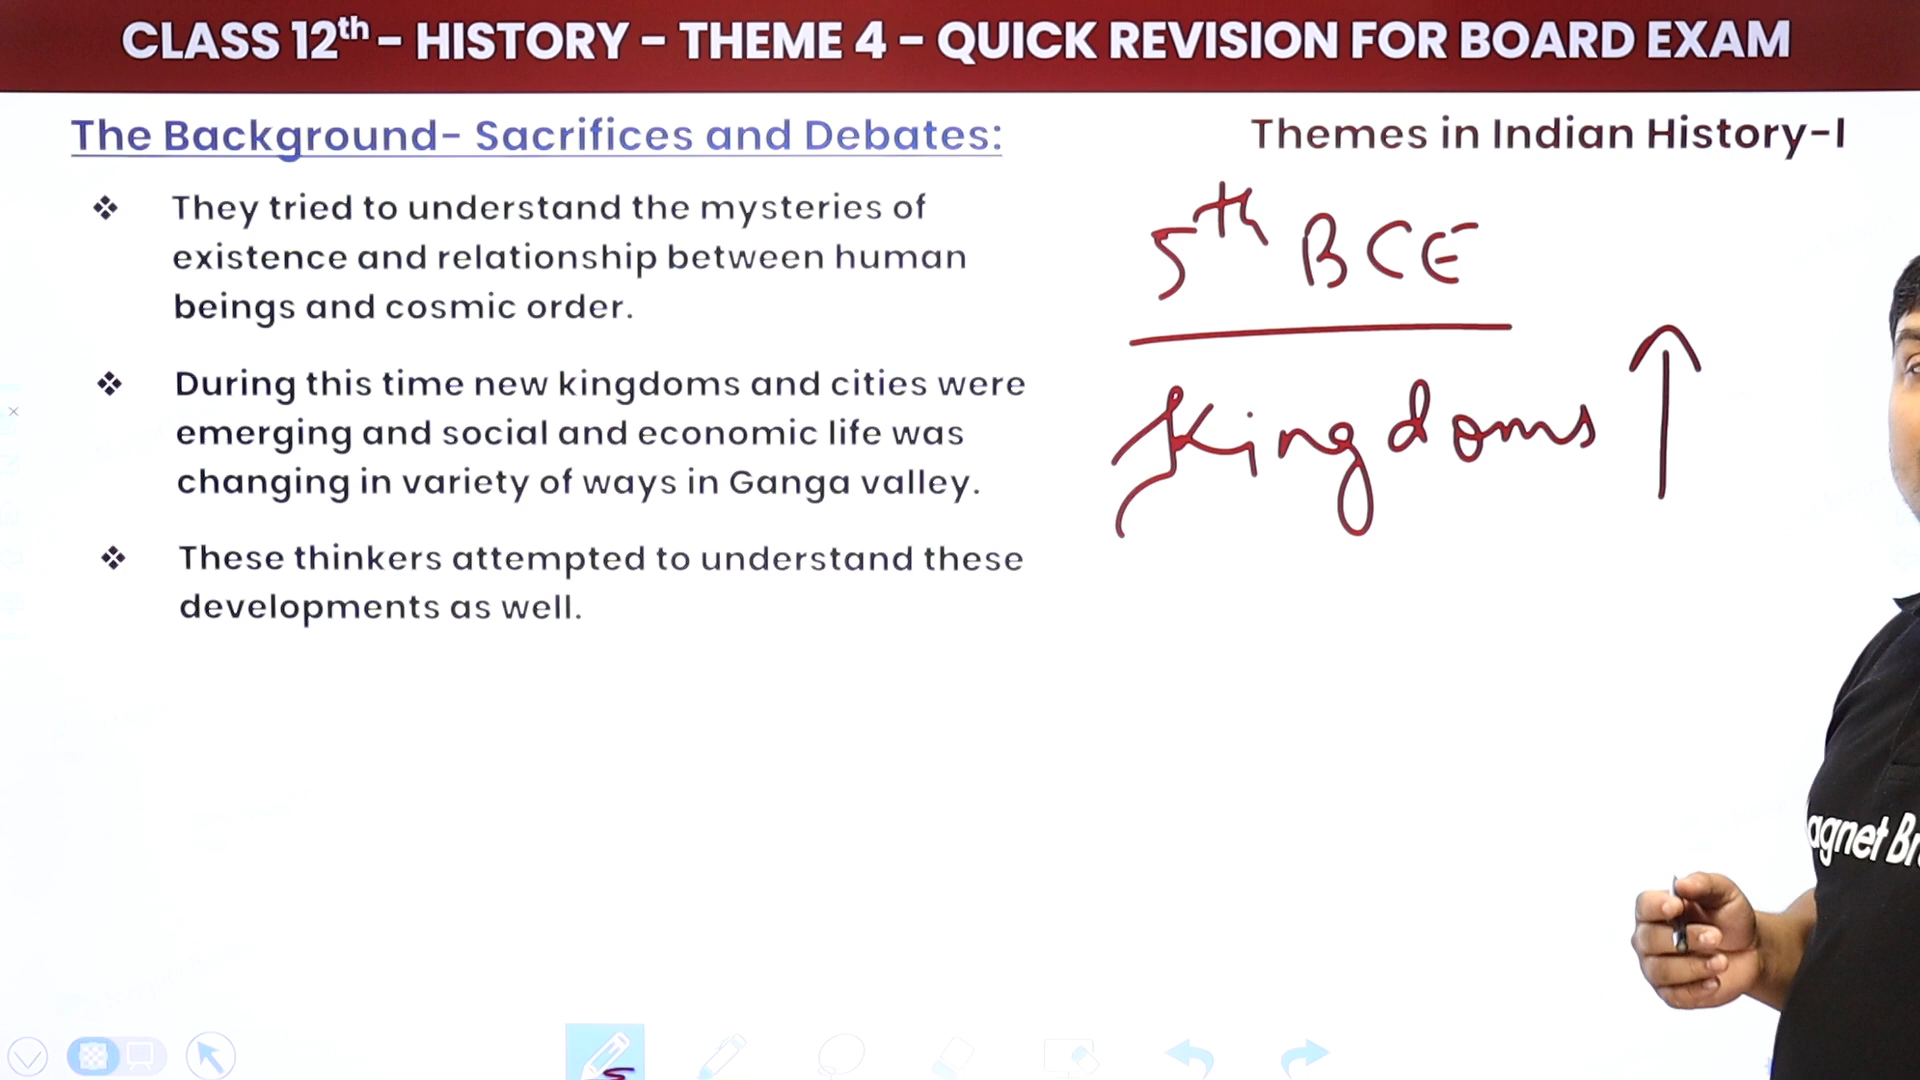 CLASS 12th - HISTORY - THEME 4 - QUICK REVISION FOR BOARD EXAM
The Background- Sacrifices and Debates:
Themes in Indian History-I
❖ They tried to understand the mysteries of
existence and relationship between human
beings and cosmic order.
❖ During this time new kingdoms and cities were
emerging and social and economic life was
changing in variety of ways in Ganga valley.
❖ These thinkers attempted to understand these
developments as well.
5th BCE
Kingdoms ↑
agnet Br